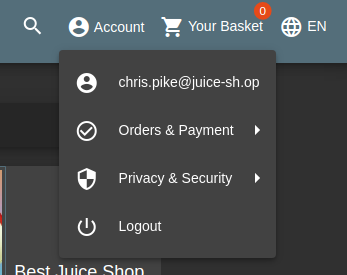 0
Account Your Basket EN
chris.pike@juice-sh.op
Orders & Payment
Privacy & Security
Logout
Best Juice Shop